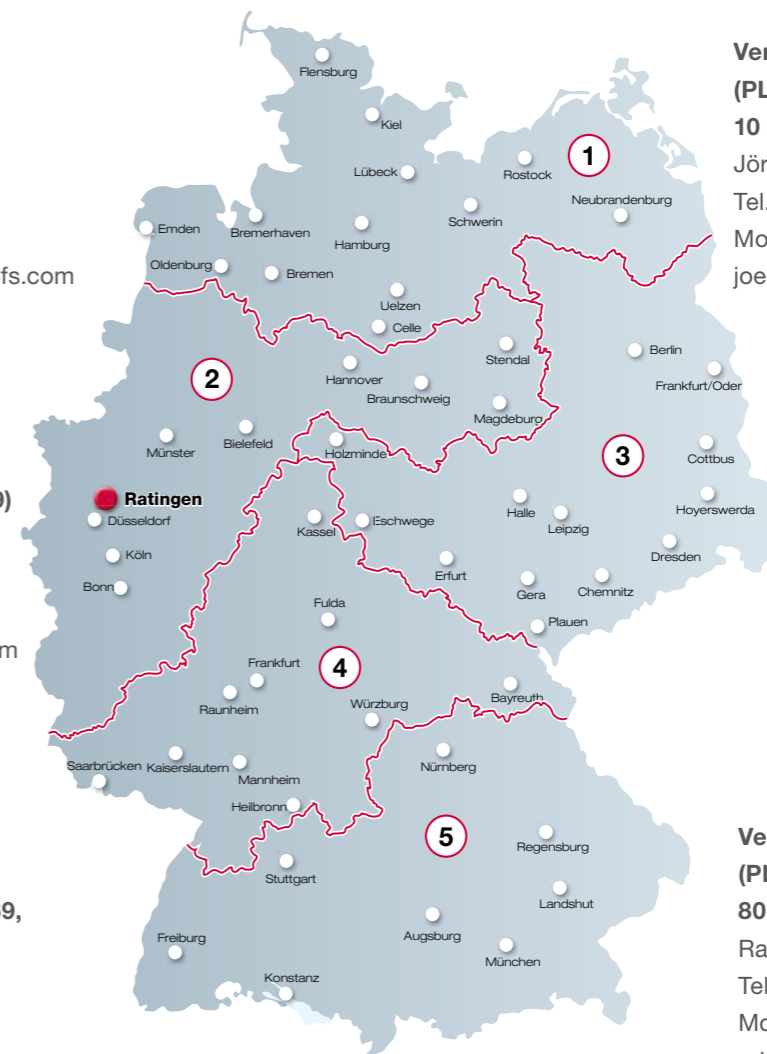 Flensburg
Kiel
Lübeck
Rostock
1
Neubrandenburg
Schwerin
Emden
Bremerhaven
Hamburg
Oldenburg
Bremen
Uelzen
Celle
fs.com
2
Hannover
Braunschweig
Stendal
Magdeburg
Berlin
Frankfurt/Oder
Münster
Bielefeld
Holzminde
3
Cottbus
9)
Ratingen
Düsseldorf
Köln
Bonn
Kassel
Eschwege
Halle
Leipzig
Hoyerswerda
Dresden
Erfurt
Gera
Chemnitz
Plauen
m
Fulda
4
Frankfurt
Raunheim
Würzburg
Bayreuth
Saarbrücken
Kaiserslautern
Mannheim
Heilbronn
Nürnberg
5
Regensburg
Stuttgart
Landshut
Augsburg
München
Freiburg
Konstanz
9,
Ver
(PL
10
Jör
Tel.
Mo
joe
Ve
(PL
80
Ra
Tel
Mo